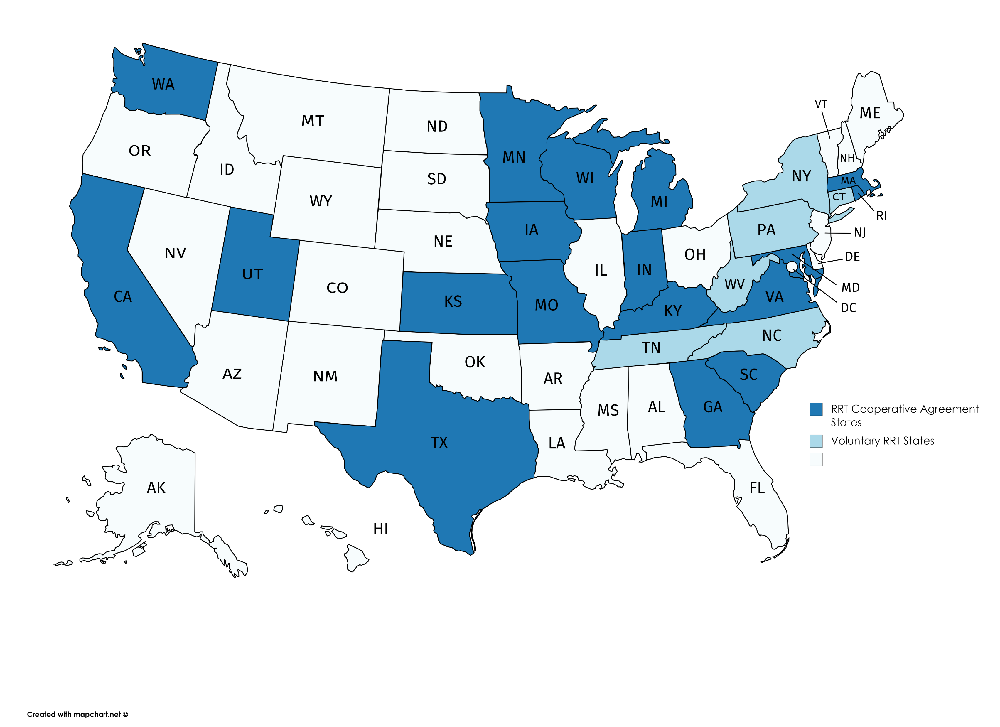 WA
VT
ME
MT
ND
OR
MN
NH
ID
NY
WI
SD
MA
CT
WY
MI
RI
IA
PA
NJ
NE
NV
OH
DE
UT
IN
IL
WV
CO
MD
CA
KS
VA
MO
DC
KY
NC
TN
OK
AZ
NM
AR
SC
MS
AL
GA
RRT Cooperative Agreement
States
TX
LA
Voluntary RRT States
AK
FL
HI
Created with mapchart.net ©